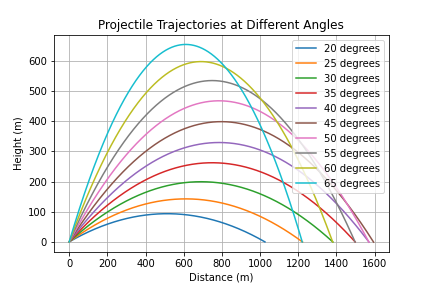 Projectile Trajectories at Different Angles
Height (m)
600
500
400
300
200
100
0
20 degrees
25 degrees
30 degrees
35 degrees
40 degrees
45 degrees
50 degrees
55 degrees
60 degrees
65 degrees
0 200 400 600 800 1000 1200 1400 1600
Distance (m)